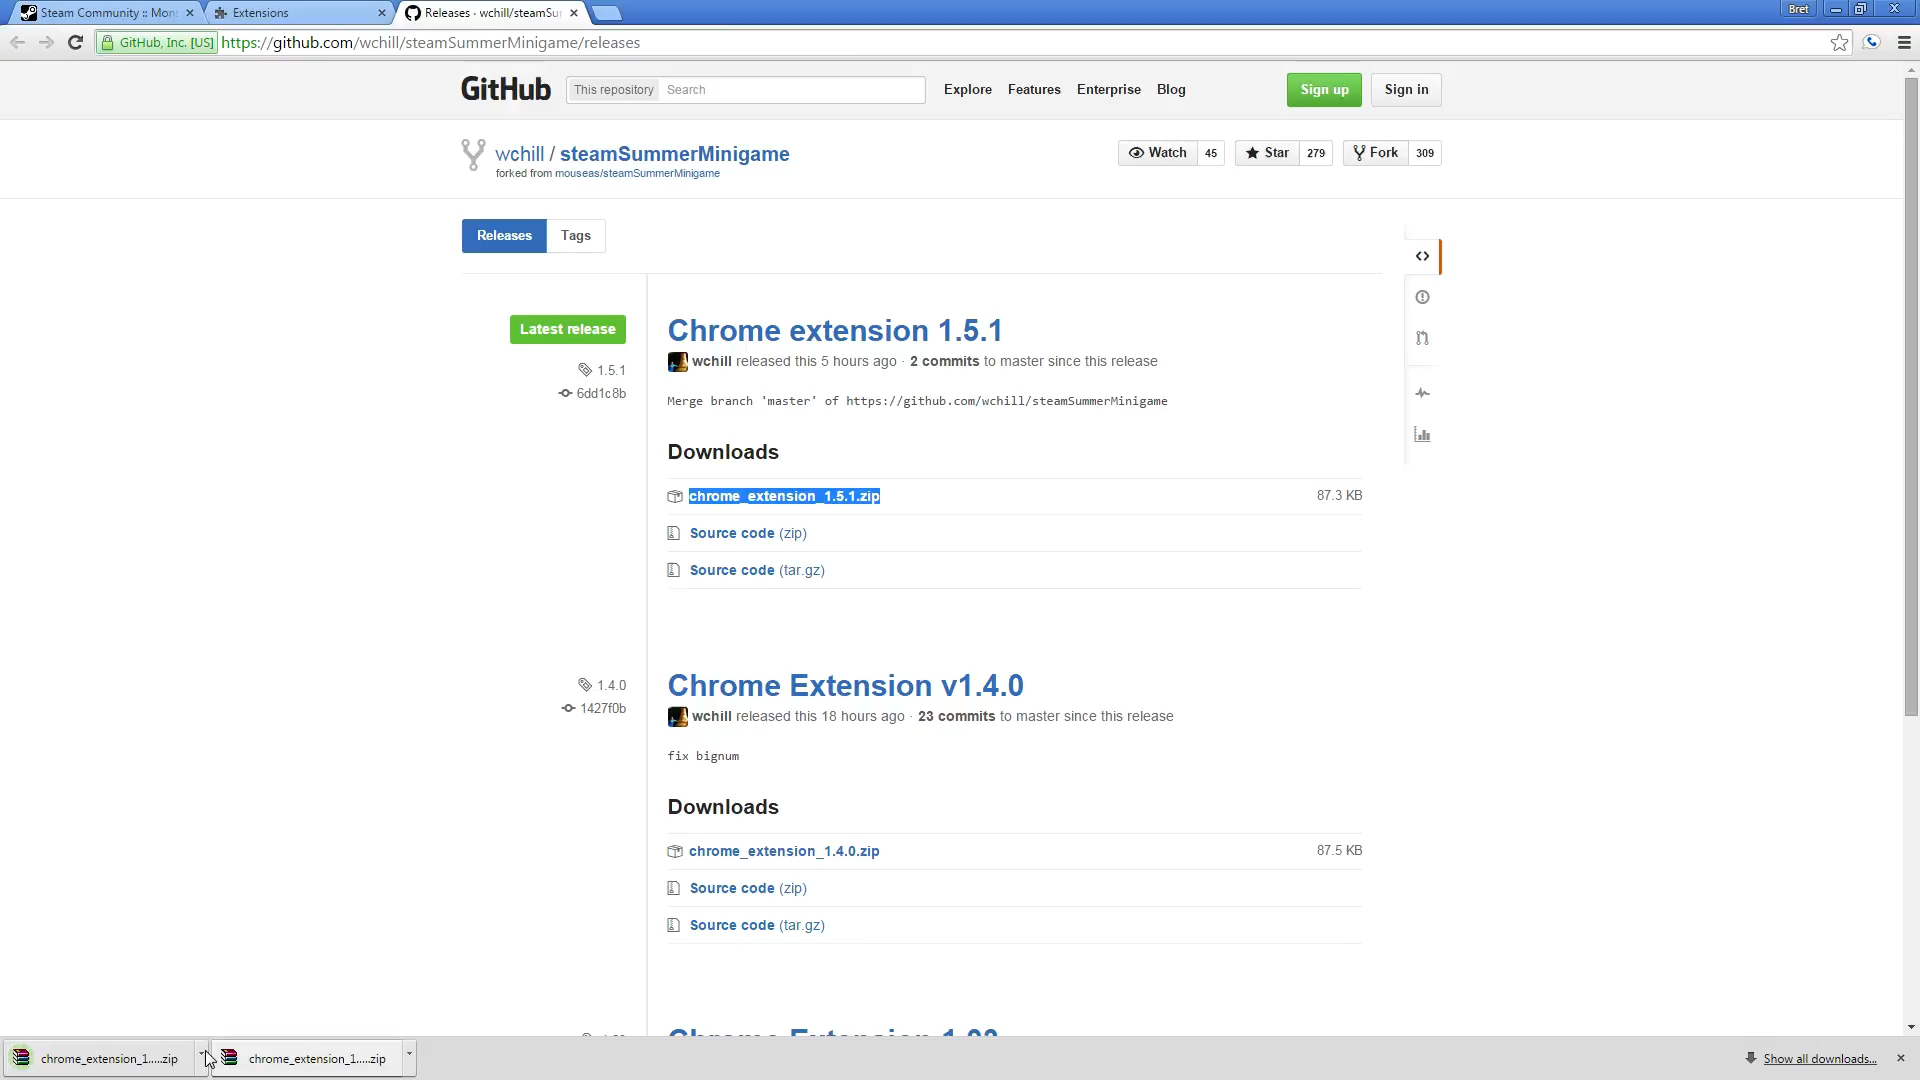 Steam Community :: Mon
Extensions
Releases · wchill/steamSu
Bret
GitHub, Inc. [US] https://github.com/wchill/steamSummerMinigame/releases
GitHub This repository Search Explore Features Enterprise Blog Sign up Sign in
wchill / steamSummerMinigame
forked from mouseas/steamSummerMinigame
Watch 45 Star 279 Fork 309
Releases Tags
Latest release
1.5.1
6dd1c8b
Chrome extension 1.5.1
wchill released this 5 hours ago · 2 commits to master since this release
Merge branch 'master' of https://github.com/wchill/steamSummerMinigame
Downloads
chrome_extension_1.5.1.zip 87.3 KB
Source code (zip)
Source code (tar.gz)
1.4.0
1427f0b
Chrome Extension v1.4.0
wchill released this 18 hours ago · 23 commits to master since this release
fix bignum
Downloads
chrome_extension_1.4.0.zip 87.5 KB
Source code (zip)
Source code (tar.gz)
Chrome Extension
chrome_extension_1.....zip chrome_extension_1.....zip Show all downloads...